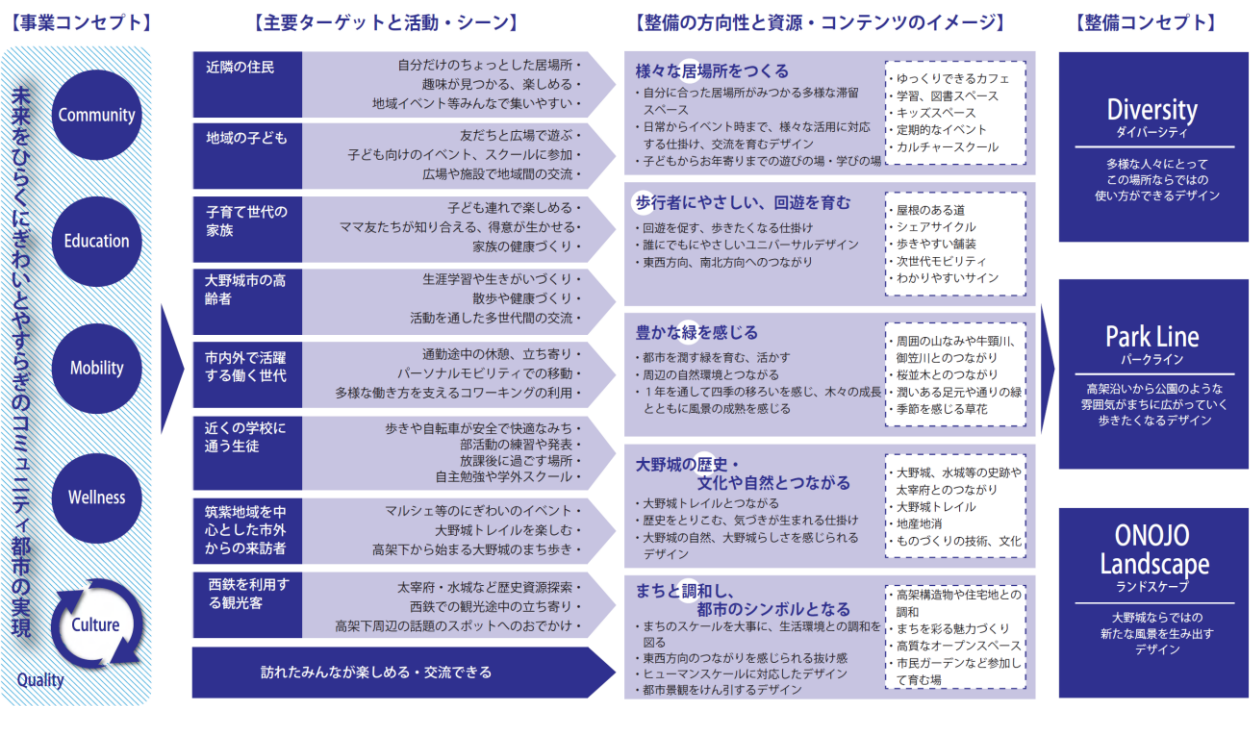 【事業コンセプト】
未来をひらくにぎわいとやすらぎのコミュニティ都市の実現
Community
Education
Mobility
Wellness
Culture
Quality
【主要ターゲットと活動・シーン】
近隣の住民
自分だけのちょっとした居場所・
趣味が見つかる、楽しめる・
地域イベント等みんなで集いやすい・
地域の子ども
友だちと広場で遊ぶ・
子ども向けのイベント、スクールに参加・
広場や施設で地域間の交流・
子育て世代の
家族
子ども連れで楽しめる・
ママ友たちが知り合える、得意が生かせる・
家族の健康づくり・
大野城市の高
齢者
生涯学習や生きがいづくり・
散歩や健康づくり・
活動を通した多世代間の交流・
市内外で活躍
する働く世代
通勤途中の休憩、立ち寄り・
パーソナルモビリティでの移動・
多様な働き方を支えるコワーキングの利用・
近くの学校に
通う生徒
歩きや自転車が安全で快適なみち・
部活動の練習や発表・
放課後に過ごす場所・
自主勉強や学外スクール・
筑紫地域を中
心とした市外
からの来訪者
マルシェ等のにぎわいのイベント・
大野城トレイルを楽しむ・
高架下から始まる大野城のまち歩き・
西鉄を利用す
る観光客
太宰府・水城など歴史資源探索・
西鉄での観光途中の立ち寄り・
高架下周辺の話題のスポットへのおでかけ・
訪れたみんなが楽しめる・交流できる
【整備の方向性と資源・コンテンツのイメージ】
様々な居場所をつくる
・自分に合った居場所がみつかる多様な滞留
スペース
・日常からイベント時まで、様々な活用に対応
する仕掛け、交流を育むデザイン
・子どもからお年寄りまでの遊びの場・学びの場
・ゆっくりできるカフェ
・学習、図書スペース
・キッズスペース
・定期的なイベント
・カルチャースクール
歩行者にやさしい、回遊を育む
・回遊を促す、歩きたくなる仕掛け
・誰にでもにやさしいユニバーサルデザイン
・東西方向、南北方向へのつながり
・屋根のある道
・シェアサイクル
・歩きやすい舗装
・次世代モビリティ
・わかりやすいサイン
豊かな緑を感じる
・都市を潤す緑を育む、活かす
・周辺の自然環境とつながる
・１年を通して四季の移ろいを感じ、木々の成長
とともに風景の成熟を感じる
・周囲の山なみや牛頸川、
御笠川とのつながり
・桜並木とのつながり
・潤いある足元や通りの緑
・季節を感じる草花
大野城の歴史・
文化や自然とつながる
・大野城トレイルとつながる
・歴史をとりこむ、気づきが生まれる仕掛け
・大野城の自然、大野城らしさを感じられる
デザイン
・大野城、水城等の史跡や
太宰府とのつながり
・大野城トレイル
・地産地消
・ものづくりの技術、文化
まちと調和し、
都市のシンボルとなる
・まちのスケールを大事に、生活環境との調和を
図る
・東西方向のつながりを感じられる抜け感
・ヒューマンスケールに対応したデザイン
・都市景観をけん引するデザイン
・高架構造物や住宅地との
調和
・まちを彩る魅力づくり
・高質なオープンスペース
・市民ガーデンなど参加し
て育む場
【整備コンセプト】
Diversity
ダイバーシティ
多様な人々にとって
この場所ならではの
使い方ができるデザイン
Park Line
パークライン
高架沿いから公園のような
雰囲気がまちに広がっていく
歩きたくなるデザイン
ONOJO
Landscape
ランドスケープ
大野城ならではの
新たな風景を生み出す
デザイン